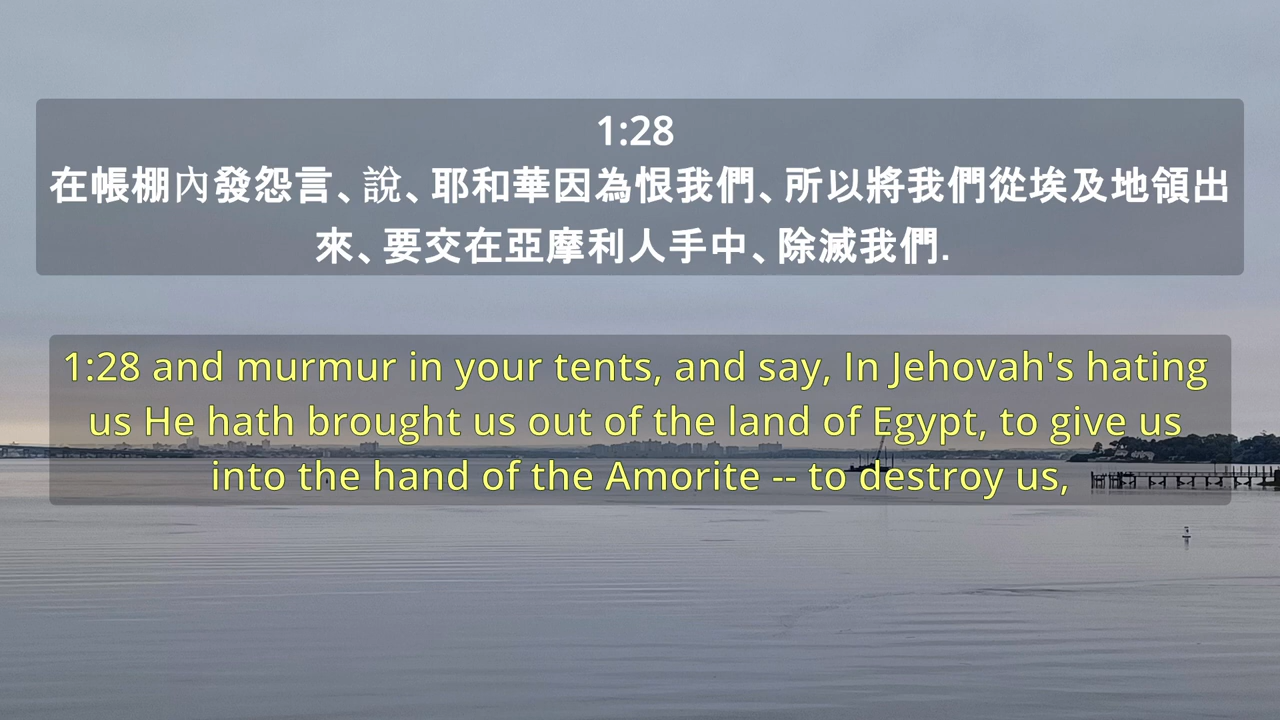 1:28
在帳棚內發怨言、說、耶和華因為恨我們、所以將我們從埃及地領出
來、要交在亞摩利人手中、除滅我們.
1:28 and murmur in your tents, and say, In Jehovah's hating
us He hath brought us out of the land of Egypt, to give us
into the hand of the Amorite -- to destroy us,